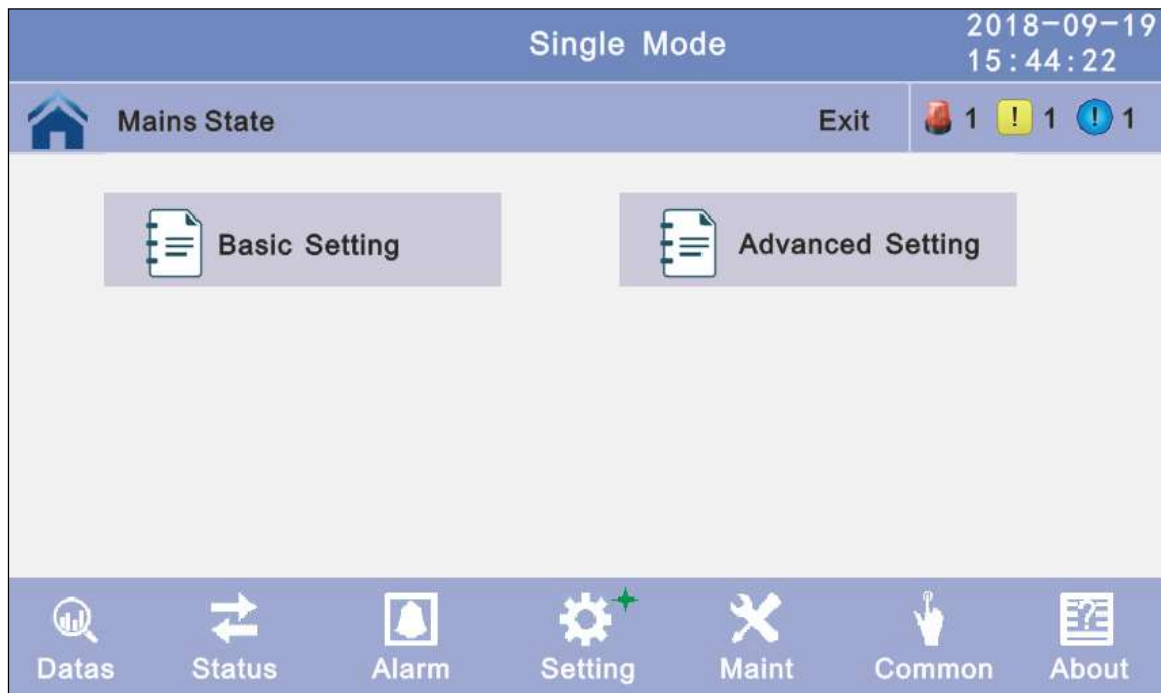 Single Mode
2018-09-19
15:44:22
Mains State
Exit
1
! 1
! 1
Basic Setting
Advanced Setting
?
Datas
Status
Alarm
Setting
Maint
Common
About